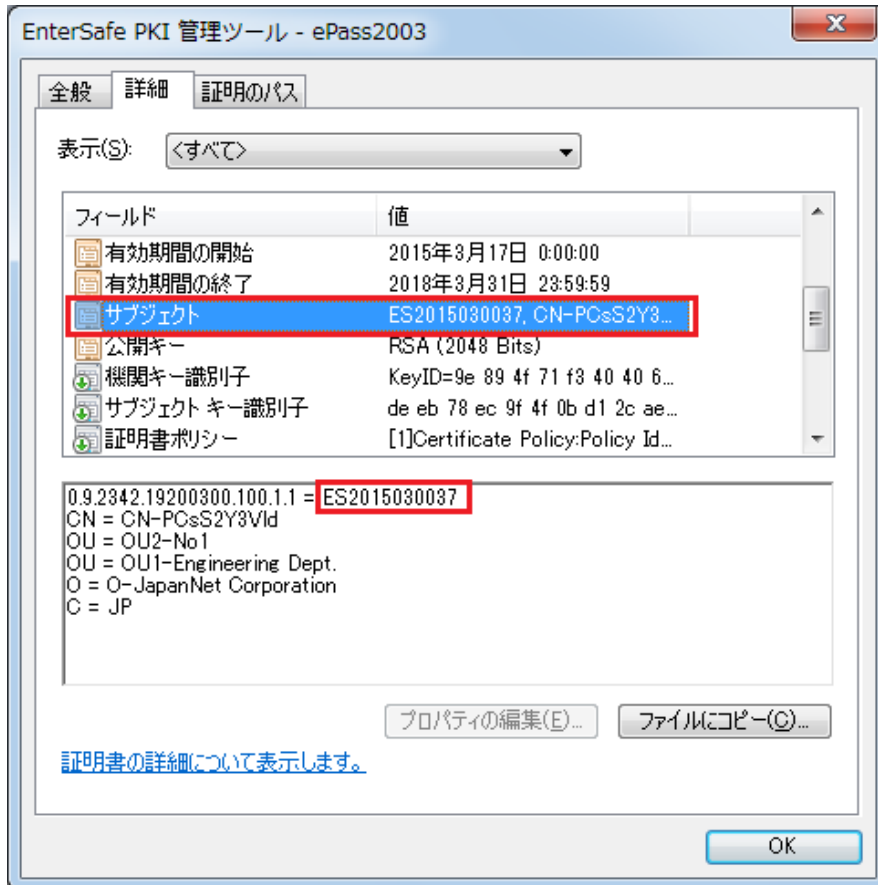 EnterSafe PKI 管理ツール - ePass2003
全般 詳細 証明のパス
表示(S): <すべて>
フィールド 値
有効期間の開始 2015年3月17日 0:00:00
有効期間の終了 2018年3月31日 23:59:59
サブジェクト ES2015030037, CN-PCsS2Y3...
公開キー RSA (2048 Bits)
機関キー識別子 KeyID=9e 89 4f 71 f3 40 40 6...
サブジェクト キー識別子 de eb 78 ec 9f 4f 0b d1 2c ae...
証明書ポリシー [1]Certificate Policy:Policy Id...
0.9.2342.19200300.100.1.1 = ES2015030037
CN = CN-PCsS2Y3VId
OU = OU2-No1
OU = OU1-Engineering Dept.
O = O-JapanNet Corporation
C = JP
プロパティの編集(E)... ファイルにコピー(C)...
証明書の詳細について表示します。
OK